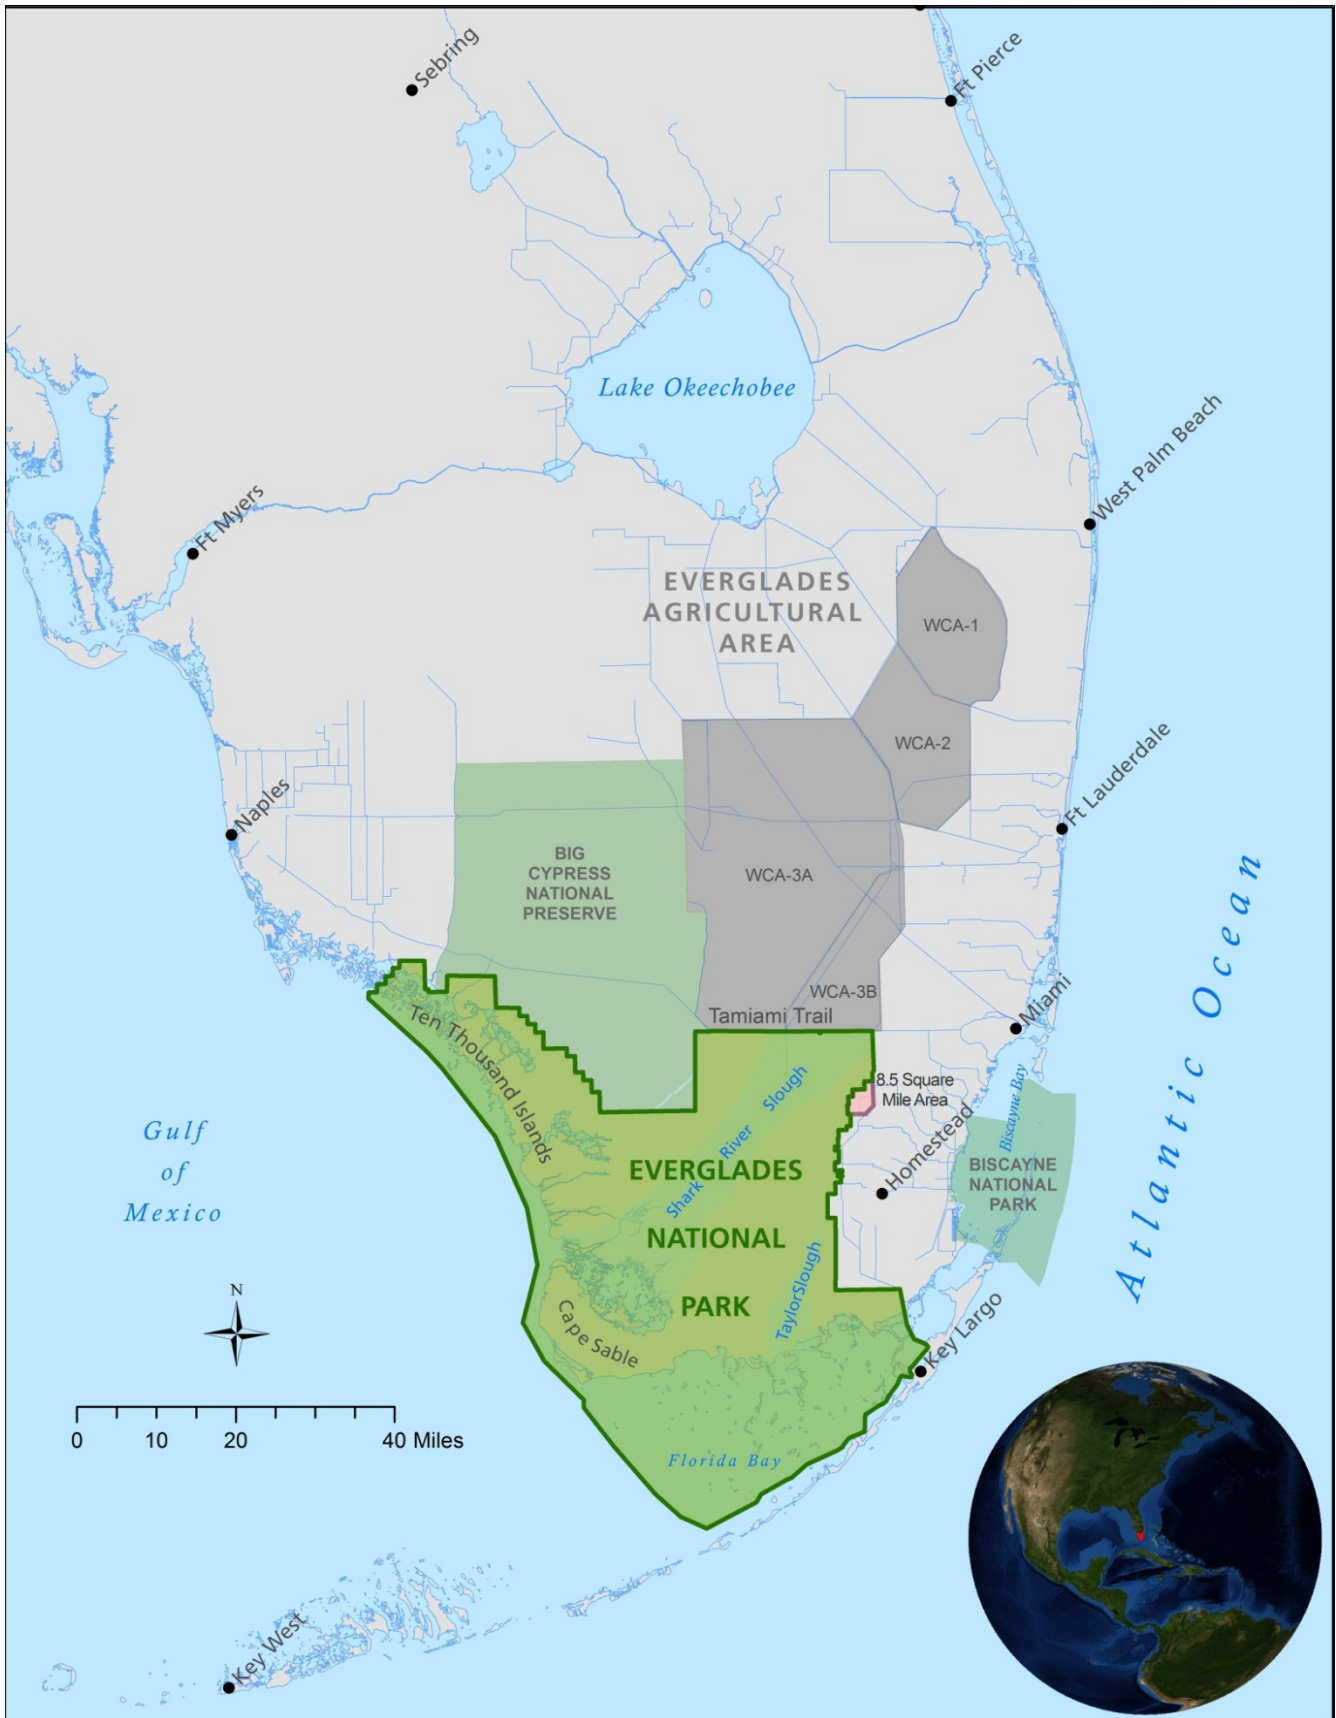 Sebring
Ft Pierce
Lake Okeechobee
West Palm Beach
Ft Myers
EVERGLADES
AGRICULTURAL
AREA
WCA-1
WCA-2
Ft Lauderdale
Naples
BIG
CYPRESS
NATIONAL
PRESERVE
WCA-3A
WCA-3B
Tamiami Trail
Miami
Atlantic Ocean
Ten Thousand Islands
Shark River Slough
8.5 Square
Mile Area
Biscayne Bay
Homestead
BISCAYNE
NATIONAL
PARK
Gulf
of
Mexico
EVERGLADES
NATIONAL
PARK
TaylorSlough
Cape Sable
Key Largo
N
0 10 20 40 Miles
Florida Bay
Key West